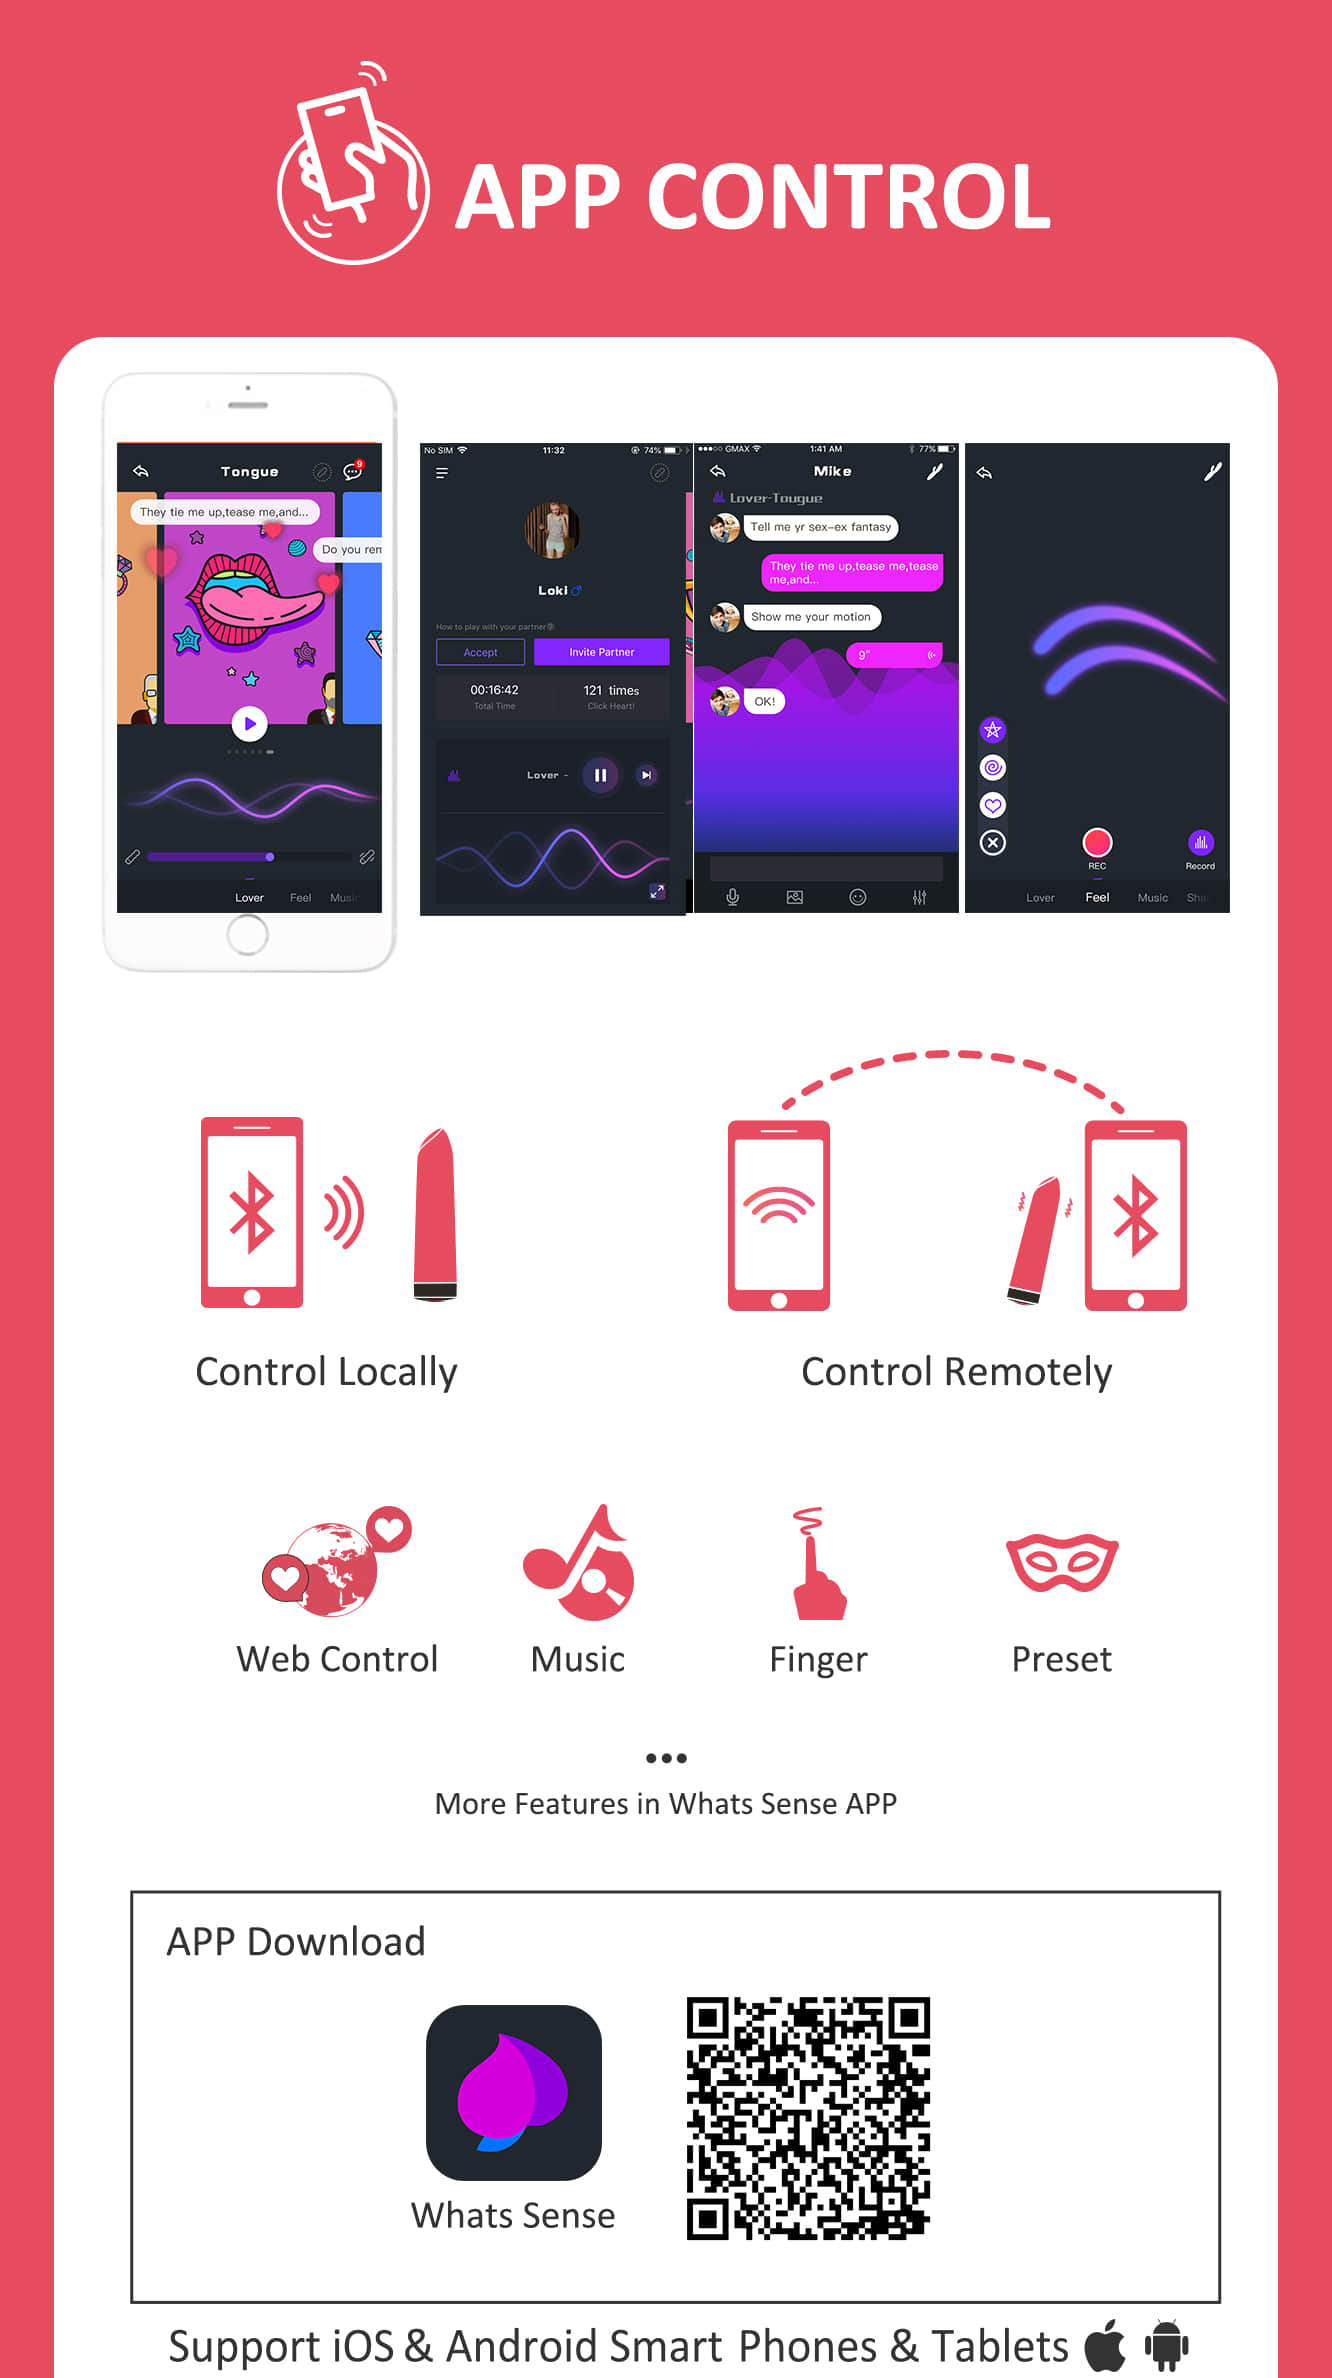 APP CONTROL
Tongue
9
They tie me up,tease me,and...
Do you rem
Lover Feel Music
No SIM 11:32 74%
Loki
How to play with your partner?
Accept Invite Partner
00:16:42 121 times
Total Time Click Heart!
Lover -
GMAX 1:41 AM 77%
Mike
Lover-Tougue
Tell me yr sex-ex fantasy
They tie me up,tease me,tease
me,and...
Show me your motion
9"
OK!
REC Record
Lover Feel Music Sha
Control Locally
Control Remotely
Web Control Music Finger Preset
•••
More Features in Whats Sense APP
APP Download
Whats Sense
Support iOS & Android Smart Phones & Tablets